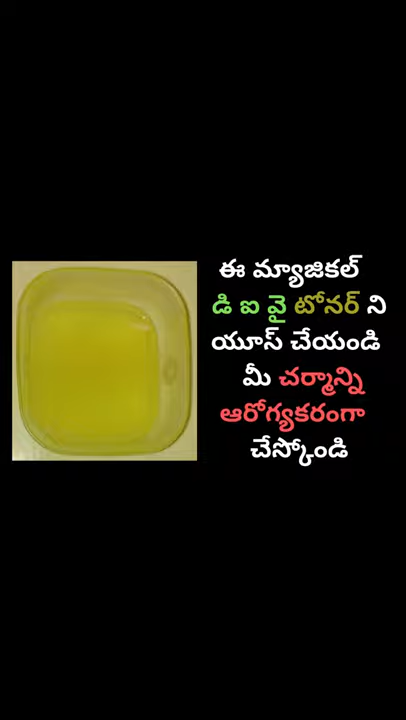 ఈ మ్యాజికల్
డి ఐ వై టోనర్ ని
యూస్ చేయండి
మీ చర్మాన్ని
ఆరోగ్యకరంగా
చేస్కోండి